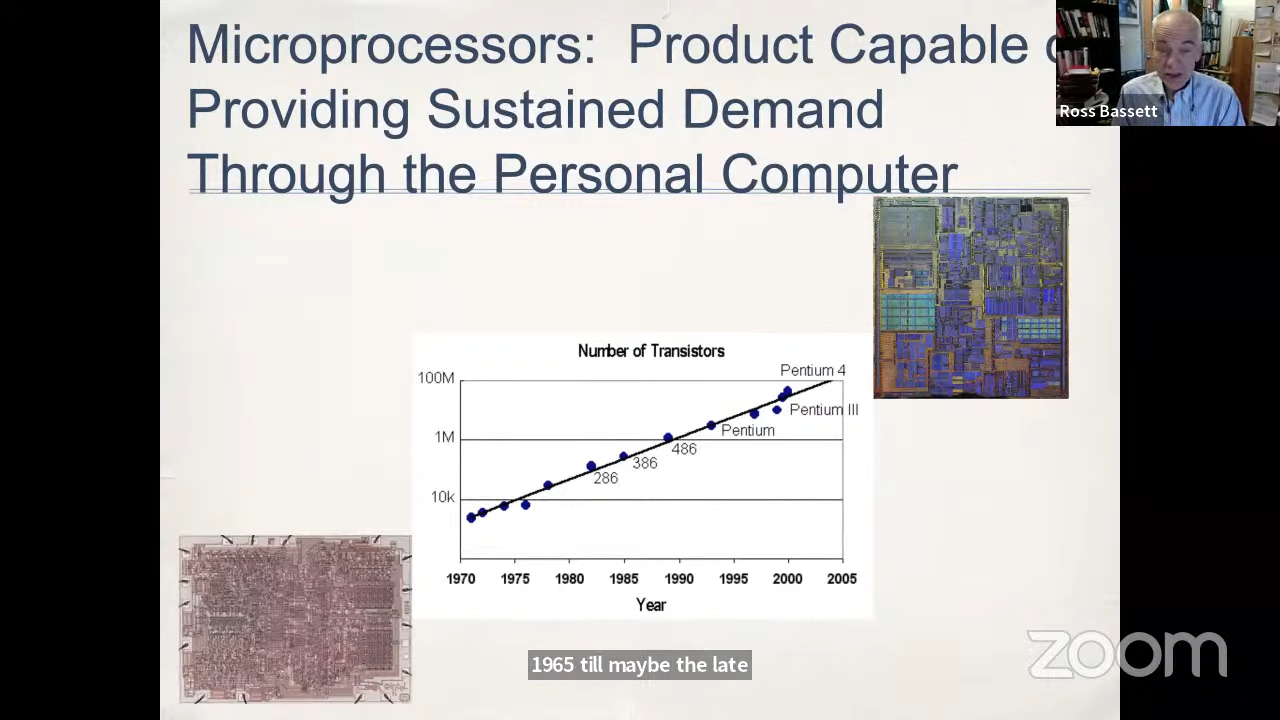 Microprocessors: Product Capable
Providing Sustained Demand
Through the Personal Computer
Ross Bassett
Number of Transistors
100M
1M
10k
Pentium 4
Pentium III
Pentium
486
386
286
1970 1975 1980 1985 1990 1995 2000 2005
Year
1965 till maybe the late
zoom